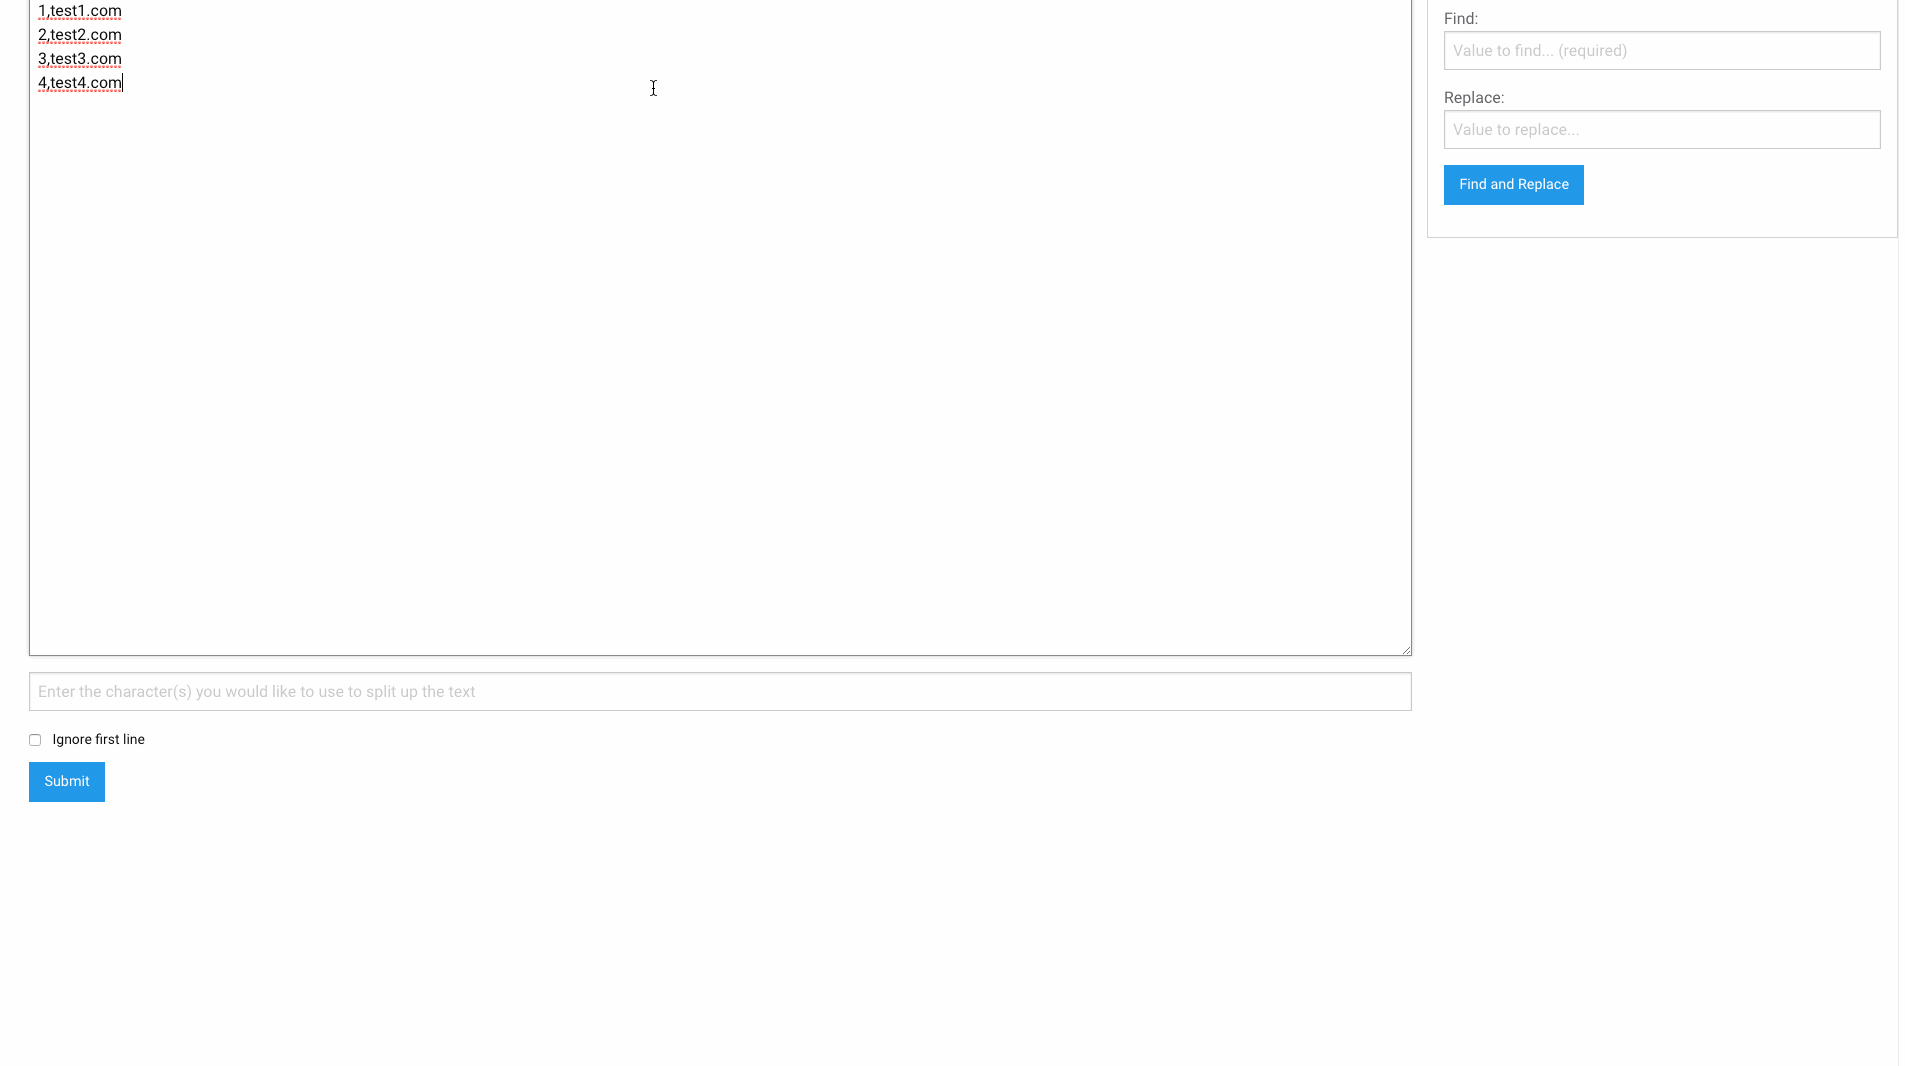 1,test1.com
2,test2.com
3,test3.com
4,test4.com
Enter the character(s) you would like to use to split up the text
Ignore first line
Submit
Find:
Value to find... (required)
Replace:
Value to replace...
Find and Replace